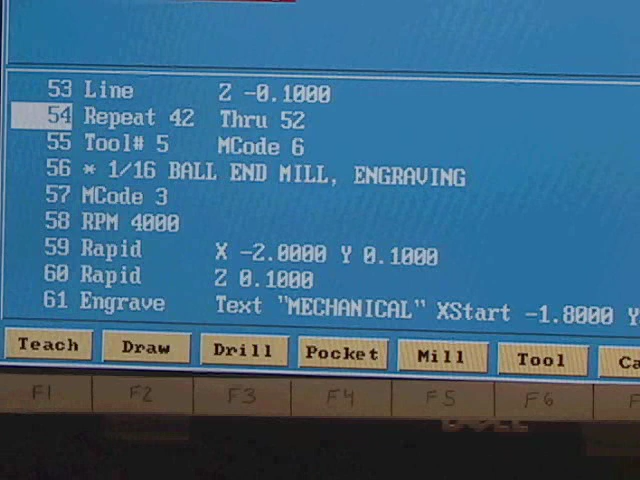 53 Line Z -0.1000
54 Repeat 42 Thru 52
55 Tool# 5 MCode 6
56 * 1/16 BALL END MILL, ENGRAVING
57 MCode 3
58 RPM 4000
59 Rapid X -2.0000 Y 0.1000
60 Rapid Z 0.1000
61 Engrave Text "MECHANICAL" XStart -1.8000 Y
Teach Draw Drill Pocket Mill Tool Ca
F1 F2 F3 F4 F5 F6 F